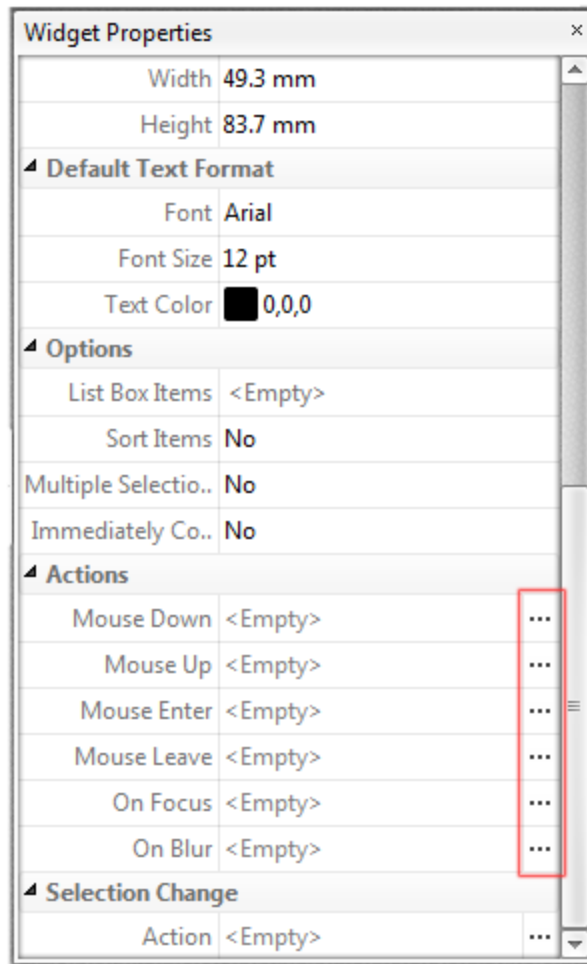 Widget Properties
Width 49.3 mm
Height 83.7 mm
Default Text Format
Font Arial
Font Size 12 pt
Text Color 0,0,0
Options
List Box Items <Empty>
Sort Items No
Multiple Selectio.. No
Immediately Co.. No
Actions
Mouse Down <Empty> ...
Mouse Up <Empty> ...
Mouse Enter <Empty> ...
Mouse Leave <Empty> ...
On Focus <Empty> ...
On Blur <Empty> ...
Selection Change
Action <Empty> ...